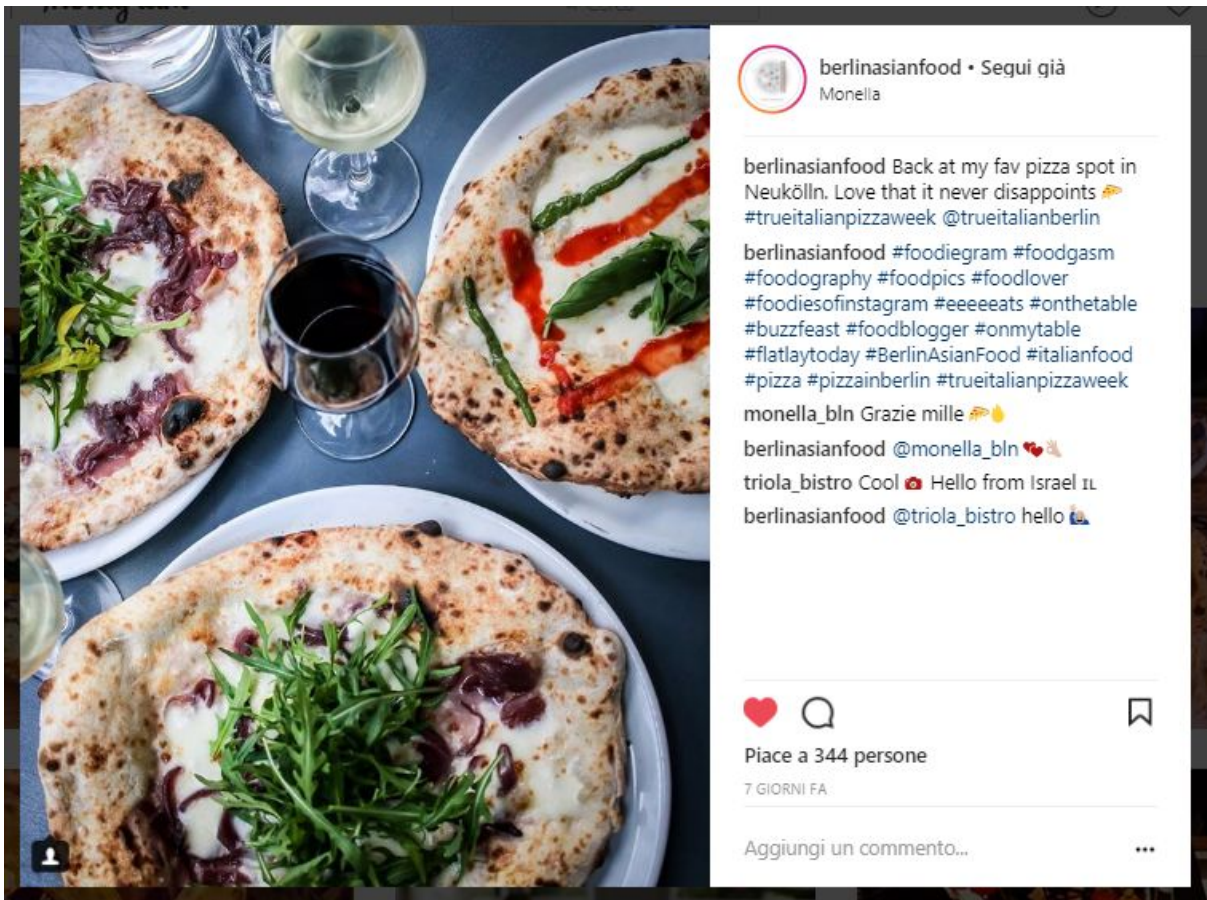 berlinasianfood • Segui già
Monella
berlinasianfood Back at my fav pizza spot in
Neukölln. Love that it never disappoints 🍕
#trueitalianpizzaweek @trueitalianberlin
berlinasianfood #foodiegram #foodgasm
#foodography #foodpics #foodlover
#foodiesofinstagram #eeeeeats #onthetable
#buzzfeast #foodblogger #onmytable
#flatlaytoday #BerlinAsianFood #italianfood
#pizza #pizzainberlin #trueitalianpizzaweek
monella_bln Grazie mille 🍕
berlinasianfood @monella_bln 💕👌🏻
triola_bistro Cool 📷 Hello from Israel IL
berlinasianfood @triola_bistro hello 🙋🏼
Piace a 344 persone
7 GIORNI FA
Aggiungi un commento...